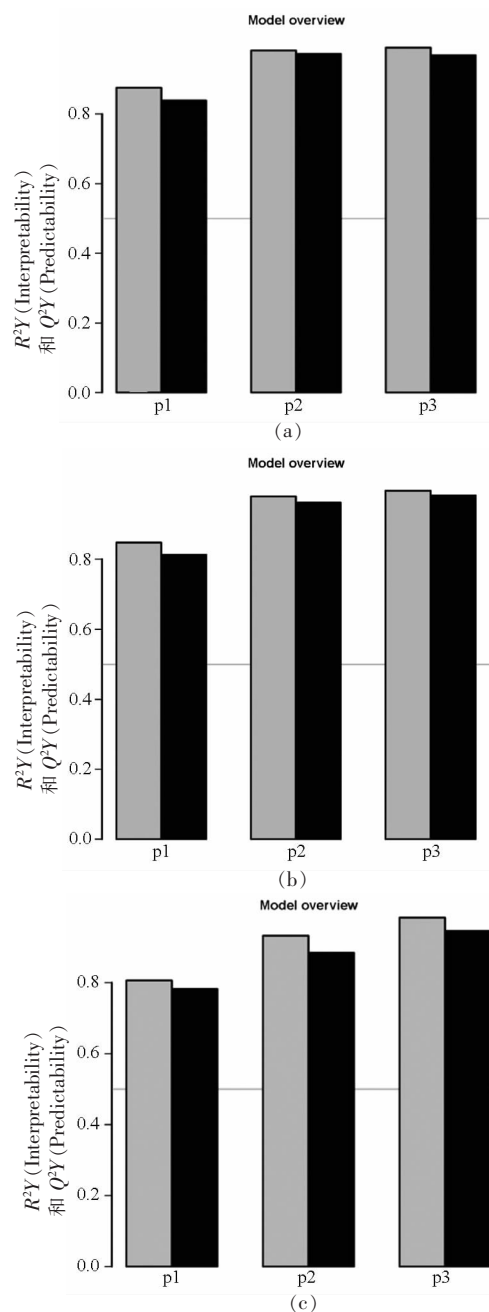 Model overview
R²Y(Interpretability)
和 Q²Y(Predictability)
0.8
0.6
0.4
0.2
0.0
p1 p2 p3
(a)
Model overview
R²Y(Interpretability)
和 Q²Y(Predictability)
0.8
0.6
0.4
0.2
0.0
p1 p2 p3
(b)
Model overview
R²Y(Interpretability)
和 Q²Y(Predictability)
0.8
0.6
0.4
0.2
0.0
p1 p2 p3
(c)